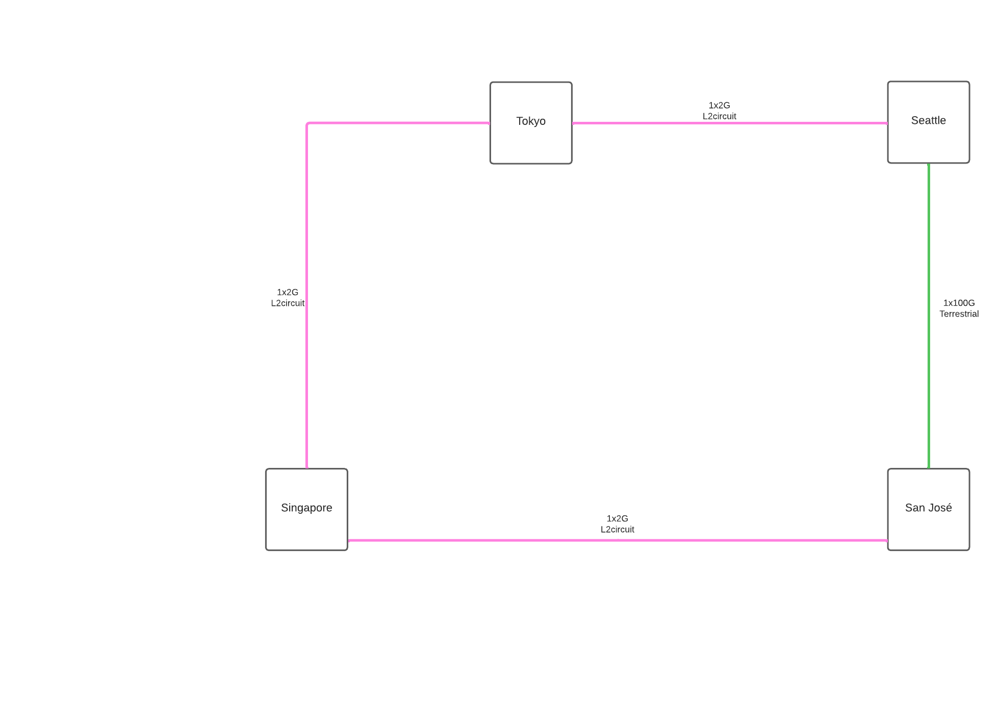 1x2G
L2circuit
Tokyo
Seattle
1x2G
L2circuit
1x100G
Terrestrial
Singapore
San José
1x2G
L2circuit